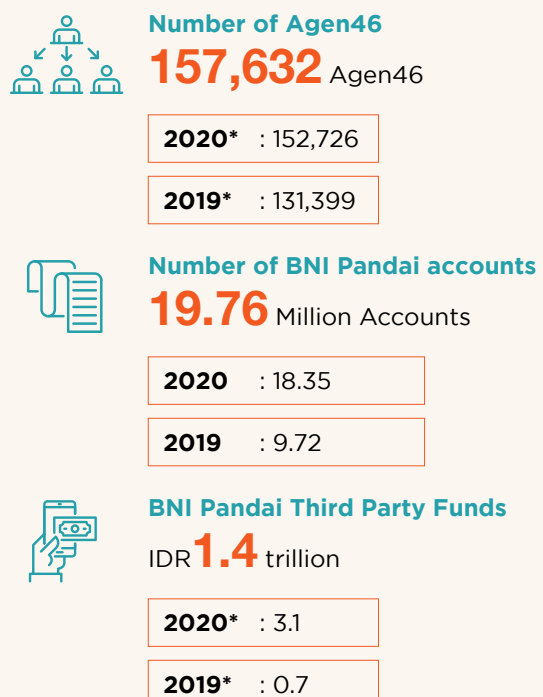 Number of Agen46
157,632 Agen46
2020* : 152,726
2019* : 131,399
Number of BNI Pandai accounts
19.76 Million Accounts
2020 : 18.35
2019 : 9.72
BNI Pandai Third Party Funds
IDR 1.4 trillion
2020* : 3.1
2019* : 0.7